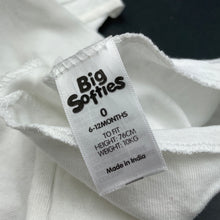 Big
Softies
0
6-12MONTHS
TO FIT
HEIGHT: 76CM
WEIGHT: 10KG
Made in India